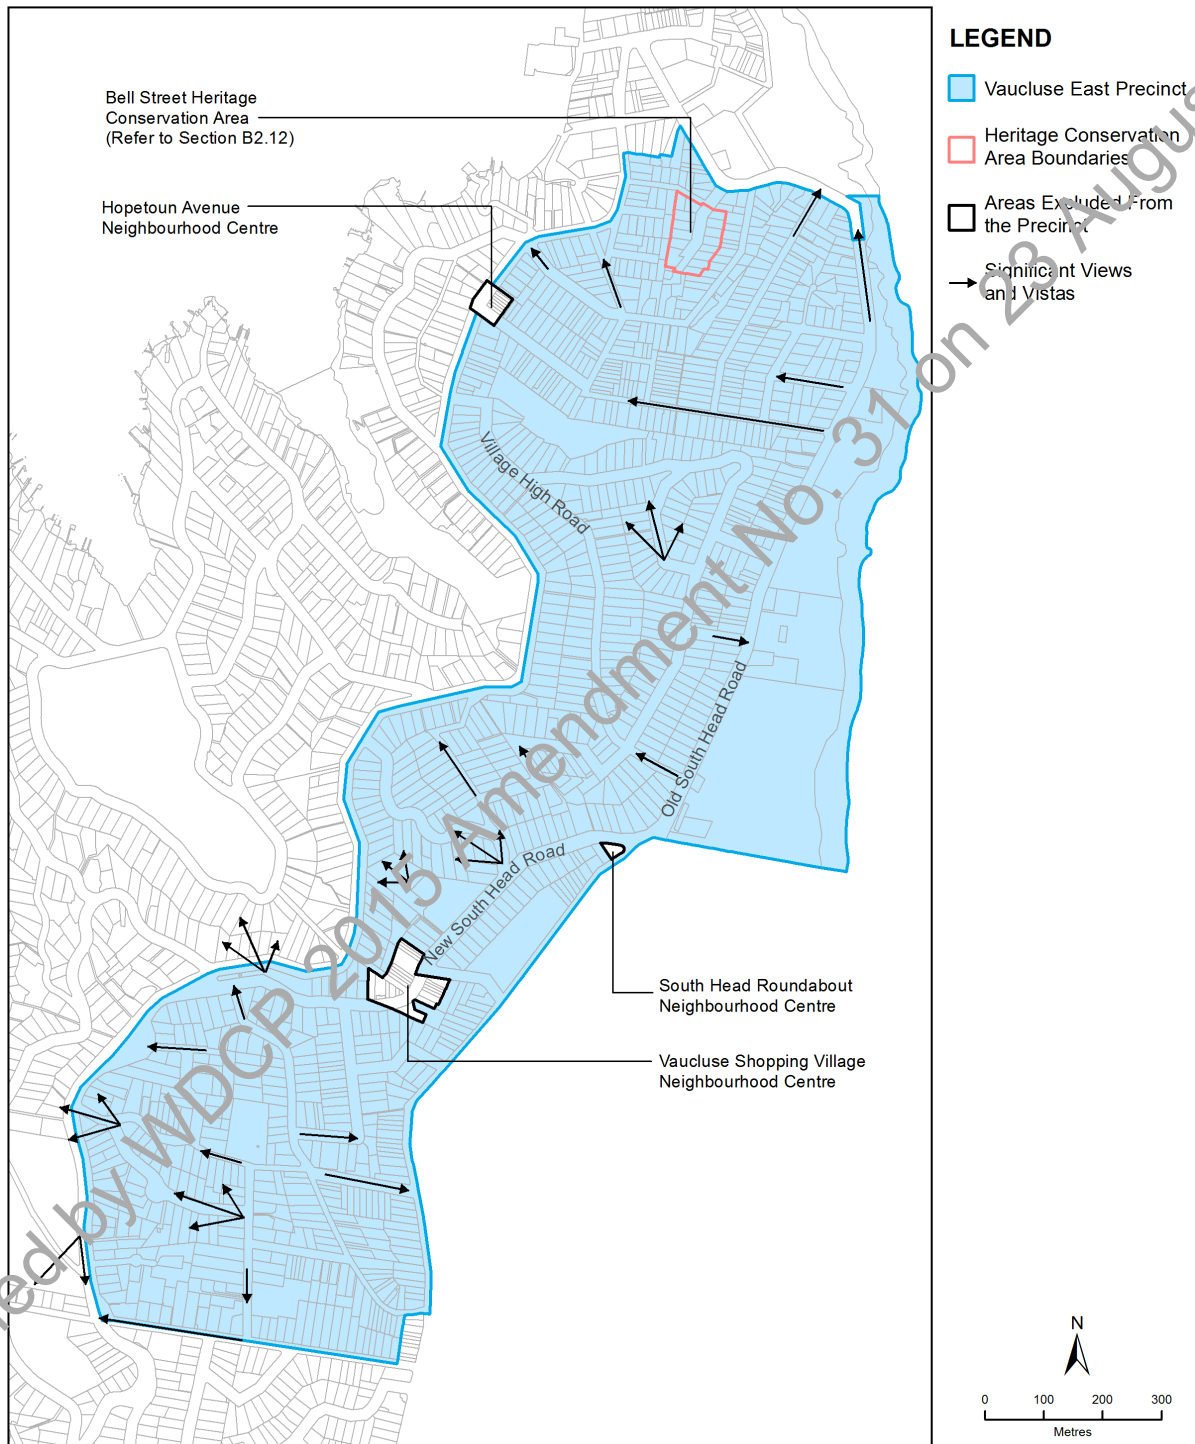 LEGEND
Vaucluse East Precinct
Heritage Conservation
Area Boundaries
Areas Excluded From
the Precinct
Significant Views
and Vistas
Bell Street Heritage
Conservation Area
(Refer to Section B2.12)
Hopetoun Avenue
Neighbourhood Centre
Village High Road
Old South Head Road
New South Head Road
South Head Roundabout
Neighbourhood Centre
Vaucluse Shopping Village
Neighbourhood Centre
N
0 100 200 300
Metres
ed by WDCP 2015 Amendment No. 31 on 23 Augus